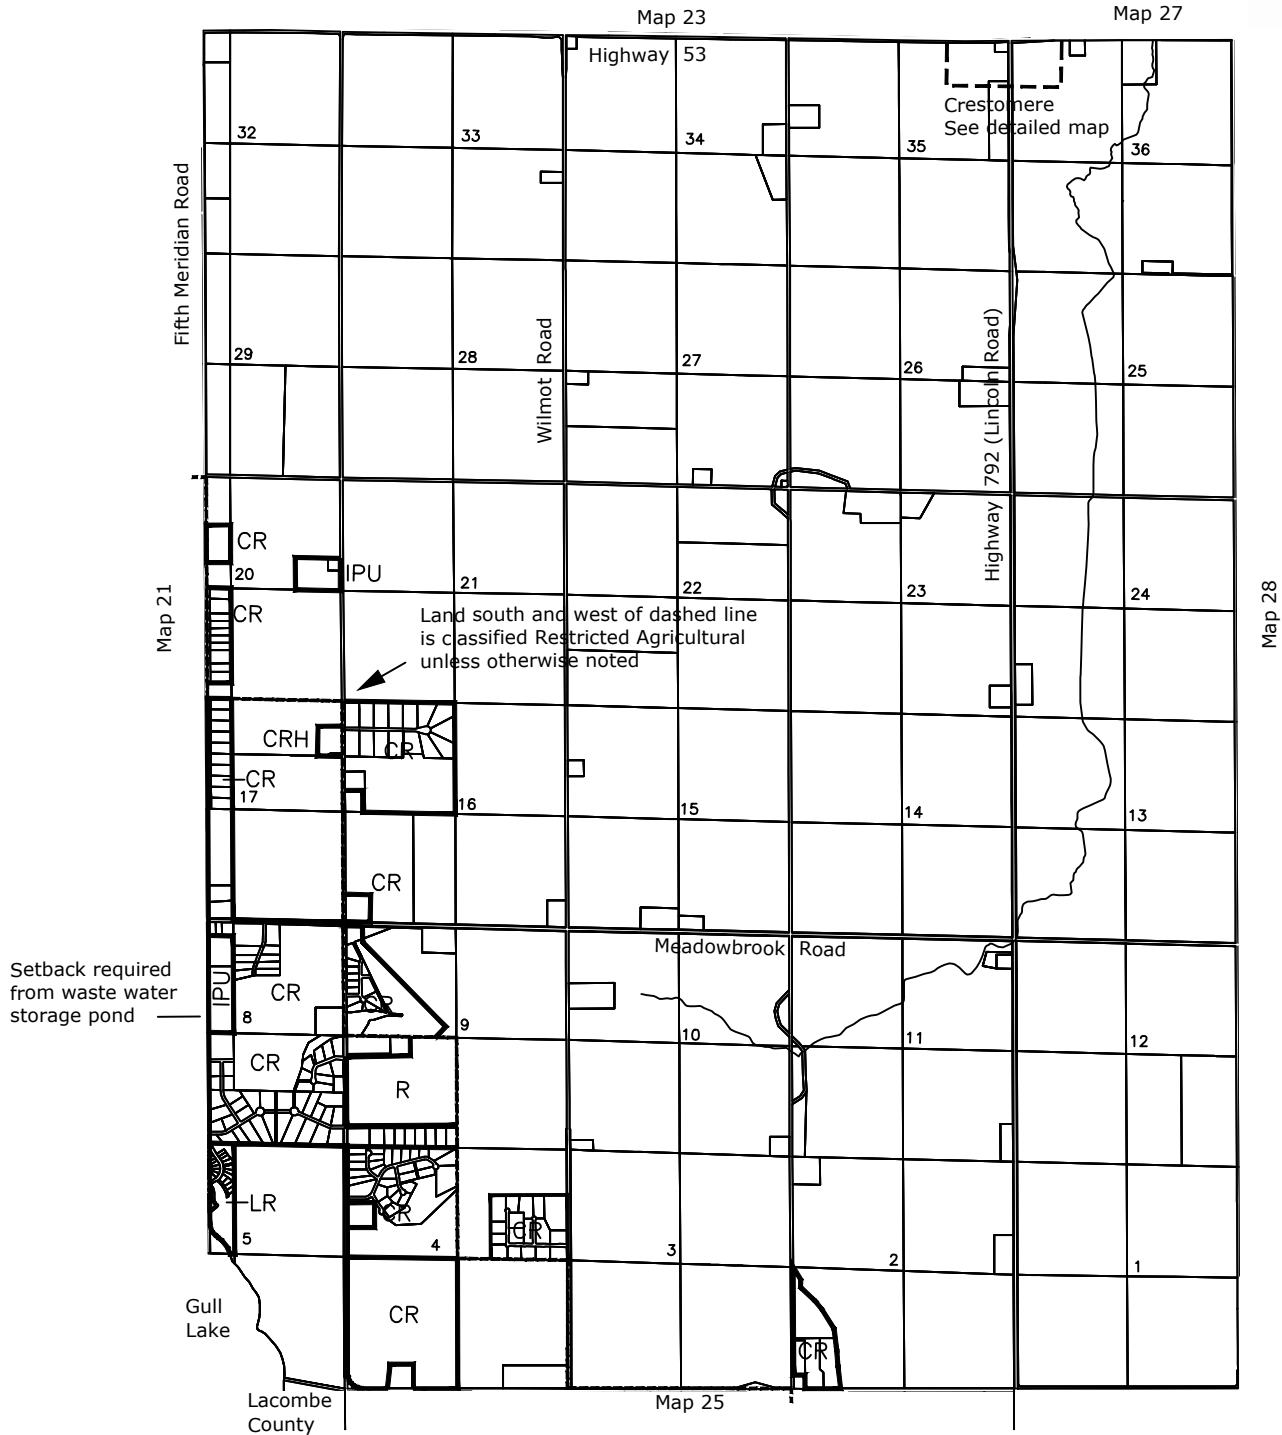 Map 23
Map 27
Highway 53
Crestomere
See detailed map
32
33
34
35
36
Fifth Meridian Road
Wilmot Road
Highway 792 (Lincoln Road)
29
28
27
26
25
CR
20
IPU
21
22
23
24
Map 21
Map 28
CR
Land south and west of dashed line
is classified Restricted Agricultural
unless otherwise noted
CRH
CR
CR
17
16
15
14
13
CR
Meadowbrook Road
Setback required
from waste water
storage pond
IPU
CR
CR
8
9
10
11
12
CR
R
LR
CR
CR
5
4
3
2
1
Gull
Lake
CR
CR
Lacombe
County
Map 25